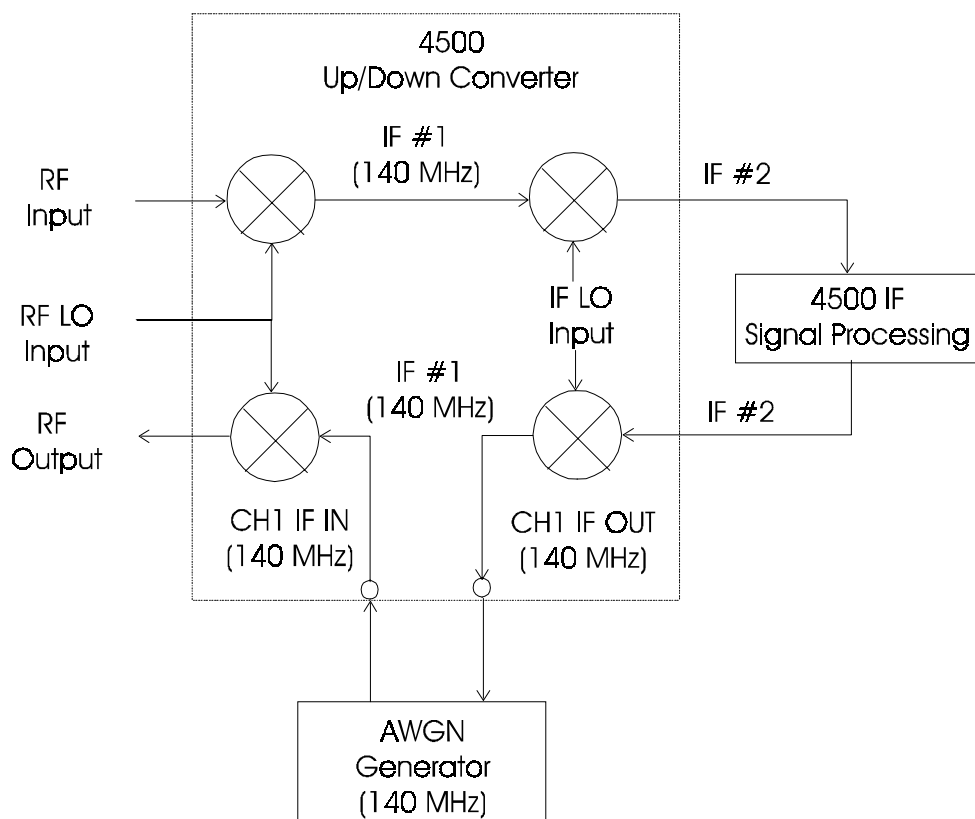 4500
Up/Down Converter
IF #1
(140 MHz)
IF #2
RF
Input
RF LO
Input
IF LO
Input
4500 IF
Signal Processing
IF #1
(140 MHz)
IF #2
RF
Output
CH1 IF IN
(140 MHz)
CH1 IF OUT
(140 MHz)
AWGN
Generator
(140 MHz)